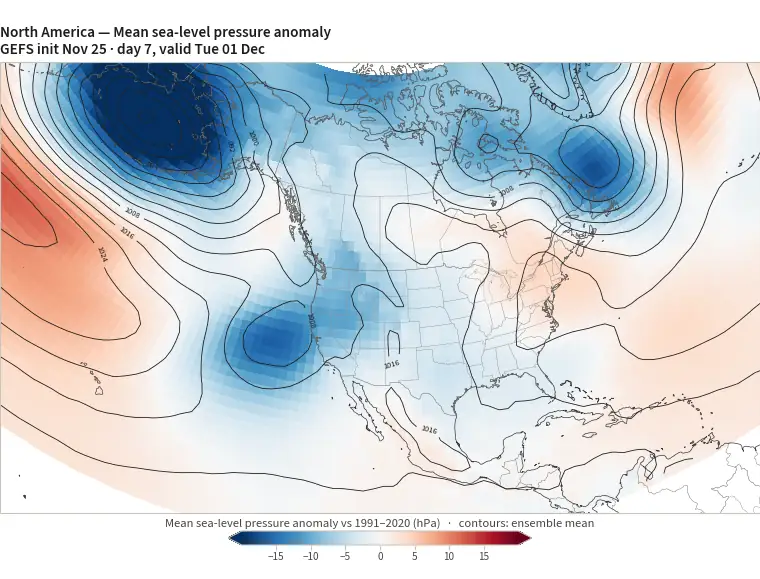 North America — Mean sea-level pressure anomaly
GEFS init Nov 25 · day 7, valid Tue 01 Dec
1008
1016
1024
1008
1016
1016
Mean sea-level pressure anomaly vs 1991–2020 (hPa) · contours: ensemble mean
−15 −10 −5 0 5 10 15